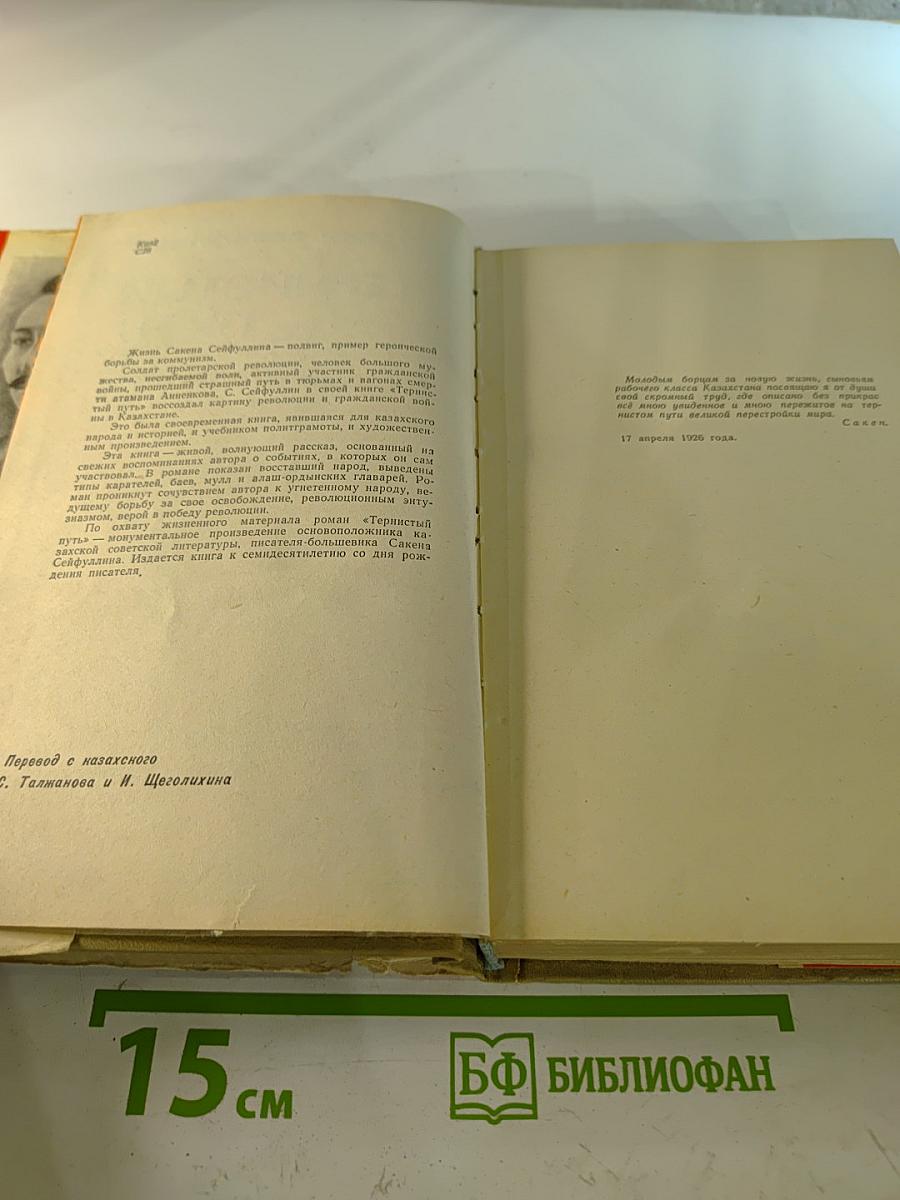 Каз2
С28
Жизнь Сакена Сейфуллина — подвиг, пример героической
борьбы за коммунизм.
Солдат пролетарской революции, человек большого му-
жества, несгибаемой воли, активный участник гражданской
войны, прошедший страшный путь в тюрьмах и вагонах смер-
ти атамана Анненкова, С. Сейфуллин в своей книге «Тернис-
тый путь» воссоздал картину революции и гражданской вой-
ны в Казахстане.
Это была своевременная книга, явившаяся для казахского
народа и историей, и учебником политграмоты, и художествен-
ным произведением.
Эта книга — живой, волнующий рассказ, основанный на
свежих воспоминаниях автора о событиях, в которых он сам
участвовал. В романе показан восставший народ, выведены
типы карателей, баев, мулл и алаш-ордынских главарей. Ро-
ман проникнут сочувствием автора к угнетенному народу, ве-
дущему борьбу за свое освобождение, революционным энту-
зиазмом, верой в победу революции.
По охвату жизненного материала роман «Тернистый
путь» — монументальное произведение основоположника ка-
захской советской литературы, писателя-большевика Сакена
Сейфуллина. Издается книга к семидесятилетию со дня рож-
дения писателя.
Перевод с казахского
С. Талжанова и И. Щеголихина
Молодым борцам за новую жизнь, сыновьям
рабочего класса Казахстана посвящаю я от души
свой скромный труд, где описано без прикрас
всё мною увиденное и мною пережитое на тер-
нистом пути великой перестройки мира.
Сакен.
17 апреля 1926 года.
15 см
БФ БИБЛИОФАН